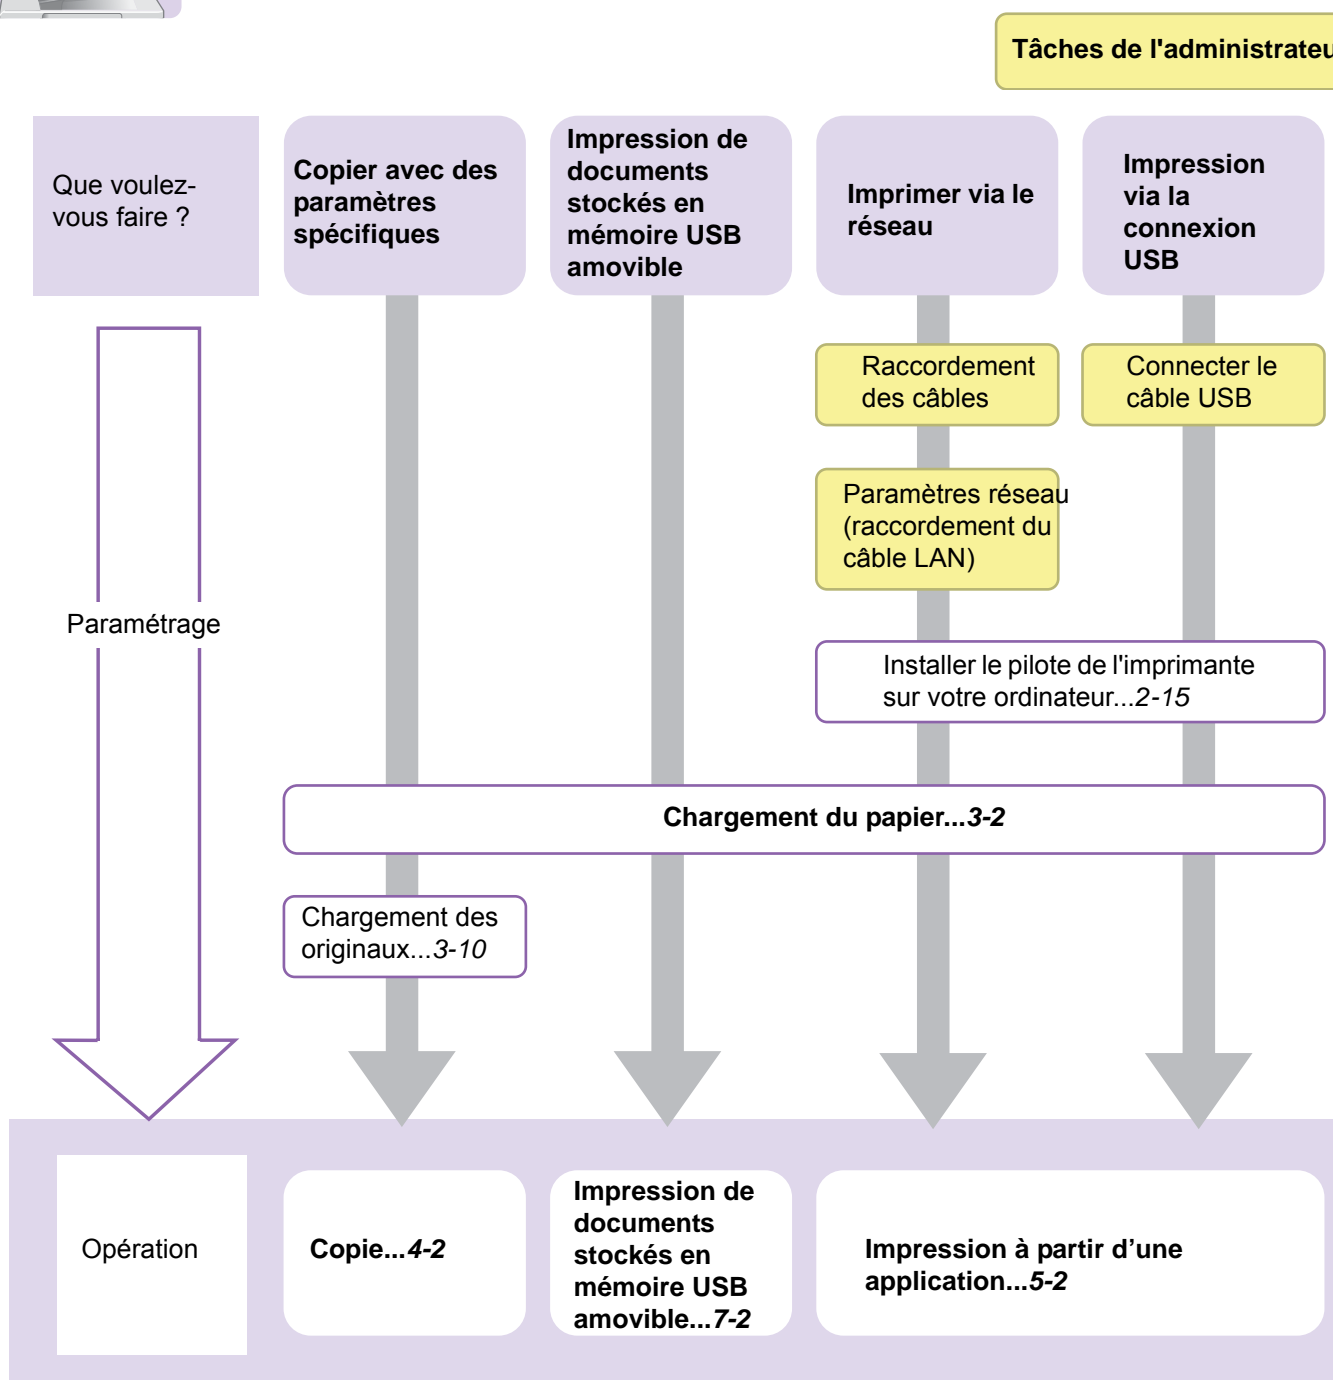 Tâches de l'administrateu
Que voulez-
vous faire ?
Copier avec des
paramètres
spécifiques
Impression de
documents
stockés en
mémoire USB
amovible
Imprimer via le
réseau
Impression
via la
connexion
USB
Raccordement
des câbles
Connecter le
câble USB
Paramètres réseau
(raccordement du
câble LAN)
Paramétrage
Installer le pilote de l'imprimante
sur votre ordinateur...2-15
Chargement du papier...3-2
Chargement des
originaux...3-10
Opération
Copie...4-2
Impression de
documents
stockés en
mémoire USB
amovible...7-2
Impression à partir d’une
application...5-2